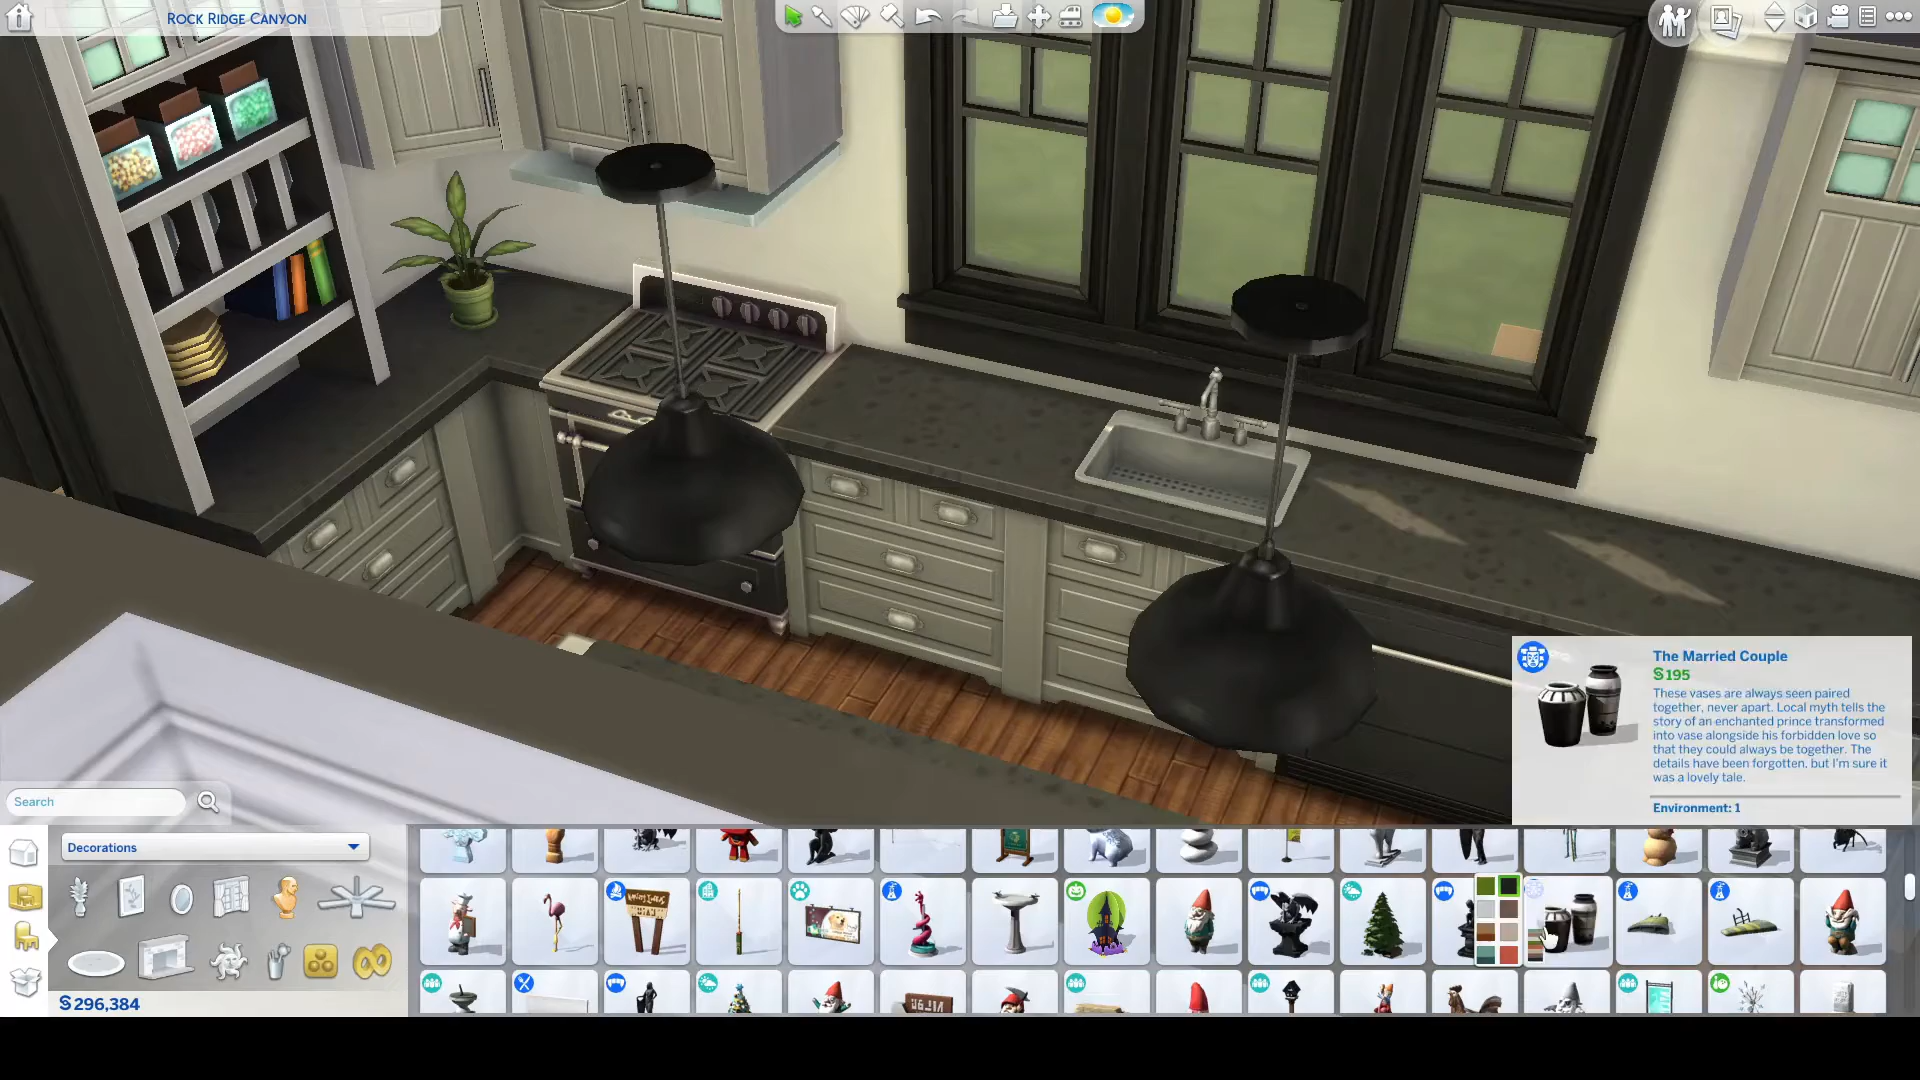 ROCK RIDGE CANYON
The Married Couple
§195
These vases are always seen paired
together, never apart. Local myth tells the
story of an enchanted prince transformed
into vase alongside his forbidden love so
that they could always be together. The
details have been forgotten, but I'm sure it
was a lovely tale.
Environment: 1
Search
Decorations
§296,384